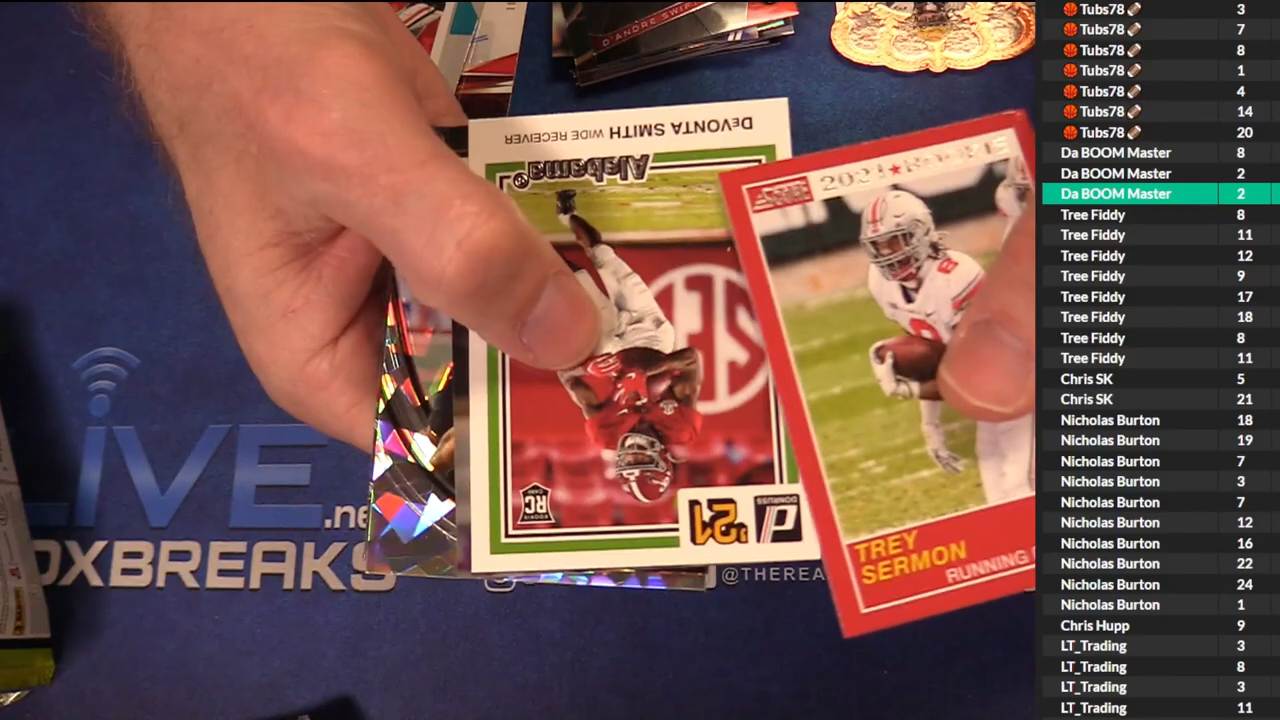 D'ANDRE SWIFT
DeVONTA SMITH WIDE RECEIVER
Alabama
RC
'21
DONRUSS
SCORE
2021★ROOKIE
TREY
SERMON
RUNNING
LIVE.ne
OXBREAKS
@THEREA
Tubs78 3
Tubs78 7
Tubs78 8
Tubs78 1
Tubs78 4
Tubs78 14
Tubs78 20
Da BOOM Master 8
Da BOOM Master 2
Da BOOM Master 2
Tree Fiddy 8
Tree Fiddy 11
Tree Fiddy 12
Tree Fiddy 9
Tree Fiddy 17
Tree Fiddy 18
Tree Fiddy 8
Tree Fiddy 11
Chris SK 5
Chris SK 21
Nicholas Burton 18
Nicholas Burton 19
Nicholas Burton 7
Nicholas Burton 3
Nicholas Burton 7
Nicholas Burton 12
Nicholas Burton 16
Nicholas Burton 22
Nicholas Burton 24
Nicholas Burton 1
Chris Hupp 9
LT_Trading 3
LT_Trading 8
LT_Trading 3
LT_Trading 11